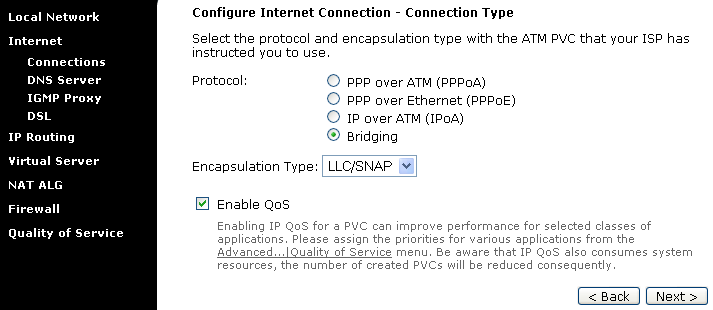 Local Network
Internet
Connections
DNS Server
IGMP Proxy
DSL
IP Routing
Virtual Server
NAT ALG
Firewall
Quality of Service
Configure Internet Connection - Connection Type
Select the protocol and encapsulation type with the ATM PVC that your ISP has
instructed you to use.
Protocol:
PPP over ATM (PPPoA)
PPP over Ethernet (PPPoE)
IP over ATM (IPoA)
Bridging
Encapsulation Type: LLC/SNAP
Enable QoS
Enabling IP QoS for a PVC can improve performance for selected classes of
applications. Please assign the priorities for various applications from the
Advanced...|Quality of Service menu. Be aware that IP QoS also consumes system
resources, the number of created PVCs will be reduced consequently.
< Back Next >